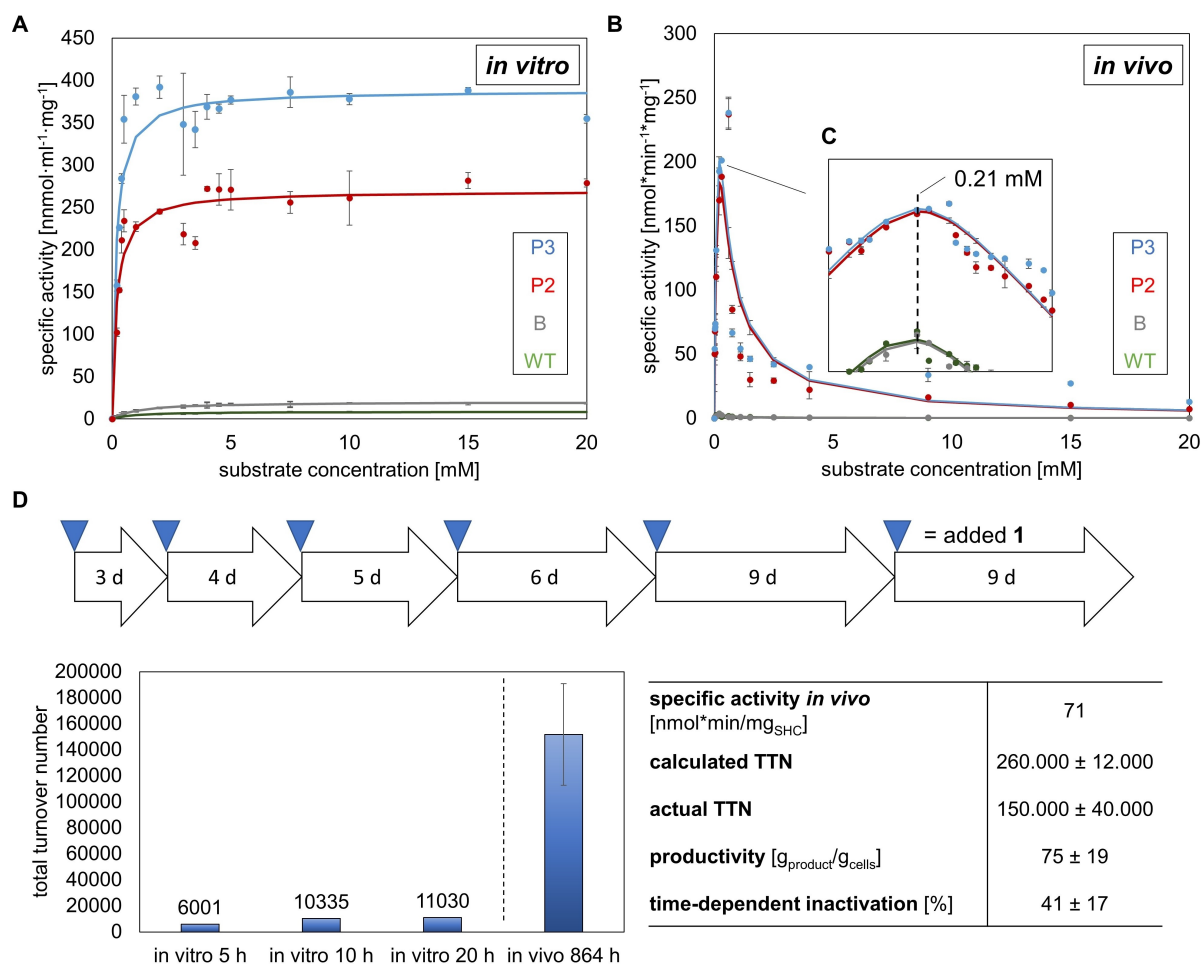 A
450
400
350
300
250
200
150
100
50
0
specific activity [nnmol·ml⁻¹·mg⁻¹]
in vitro
P3
P2
B
WT
0 5 10 15 20
substrate concentration [mM]
B
300
250
200
150
100
50
0
specific activity [nmol*min⁻¹*mg⁻¹]
in vivo
C
0.21 mM
P3
P2
B
WT
0 5 10 15 20
substrate concentration [mM]
D
= added 1
3 d 4 d 5 d 6 d 9 d 9 d
200000
180000
160000
140000
120000
100000
80000
60000
40000
20000
0
total turnover number
6001 10335 11030
in vitro 5 h in vitro 10 h in vitro 20 h in vivo 864 h
specific activity in vivo
[nmol*min/mgSHC] 71
calculated TTN 260.000 ± 12.000
actual TTN 150.000 ± 40.000
productivity [gproduct/gcells] 75 ± 19
time-dependent inactivation [%] 41 ± 17